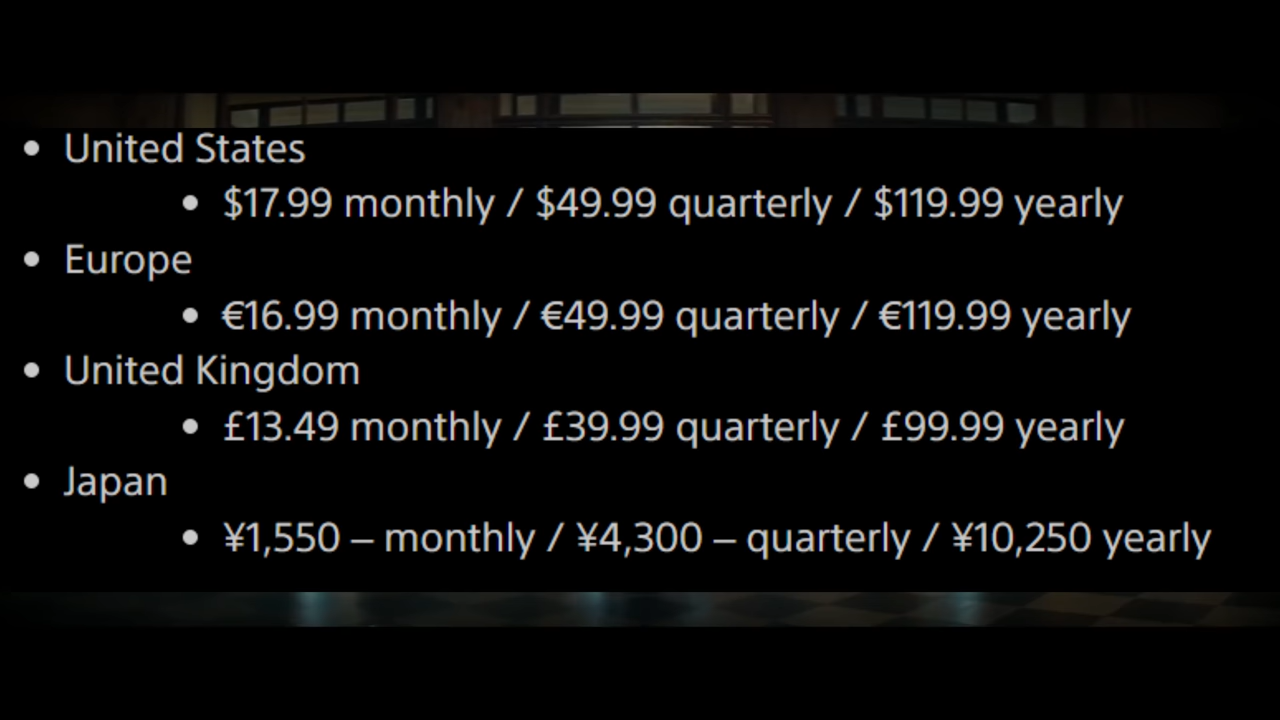 • United States
• $17.99 monthly / $49.99 quarterly / $119.99 yearly
• Europe
• €16.99 monthly / €49.99 quarterly / €119.99 yearly
• United Kingdom
• £13.49 monthly / £39.99 quarterly / £99.99 yearly
• Japan
• ¥1,550 – monthly / ¥4,300 – quarterly / ¥10,250 yearly